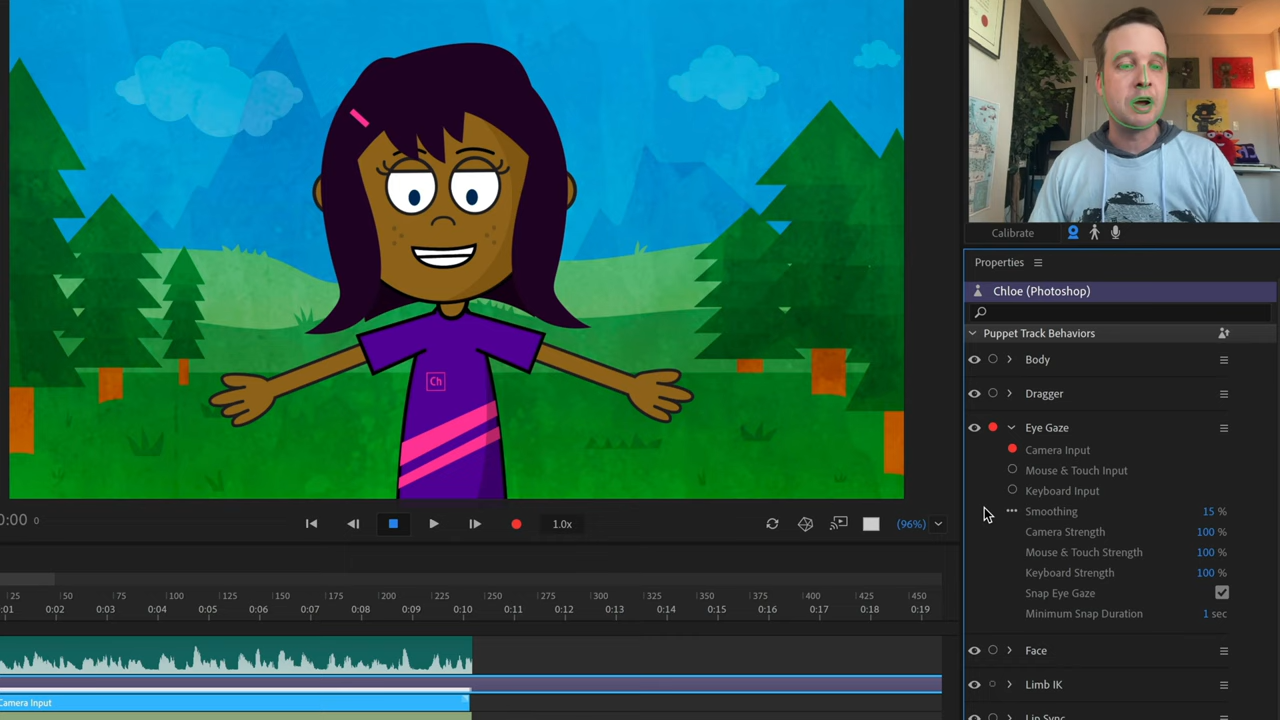 Ch
Calibrate
Properties
Chloe (Photoshop)
Puppet Track Behaviors
Body
Dragger
Eye Gaze
Camera Input
Mouse & Touch Input
Keyboard Input
Smoothing 15 %
Camera Strength 100 %
Mouse & Touch Strength 100 %
Keyboard Strength 100 %
Snap Eye Gaze
Minimum Snap Duration 1 sec
Face
Limb IK
Lip Sync
0:00 0
1.0x
(96%)
25 50 75 100 125 150 175 200 225 250 275 300 325 350 375 400 425 450
:01 0:02 0:03 0:04 0:05 0:06 0:07 0:08 0:09 0:10 0:11 0:12 0:13 0:14 0:15 0:16 0:17 0:18 0:19
Camera Input